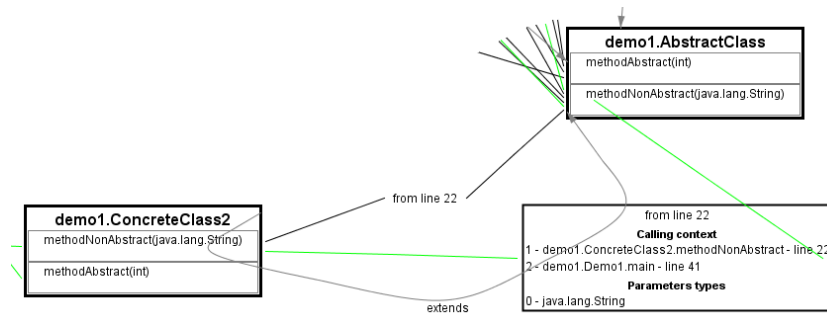 demo1.AbstractClass
methodAbstract(int)
methodNonAbstract(java.lang.String)
from line 22
demo1.ConcreteClass2
methodNonAbstract(java.lang.String)
methodAbstract(int)
extends
from line 22
Calling context
1 - demo1.ConcreteClass2.methodNonAbstract - line 22
2 - demo1.Demo1.main - line 41
Parameters types
0 - java.lang.String